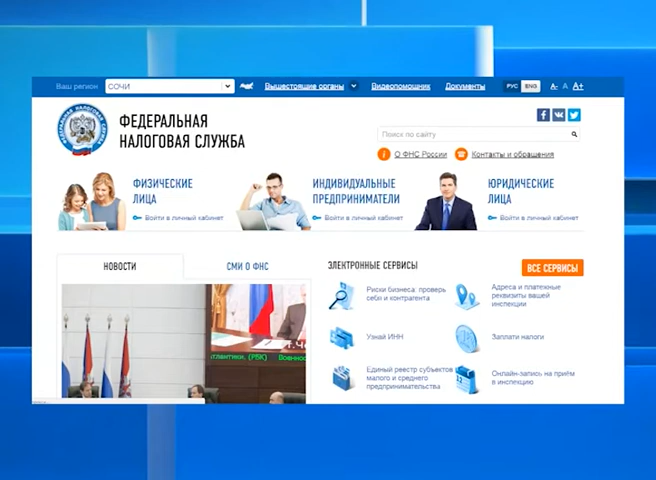 Ваш регион СОЧИ Вышестоящие органы Видеопомощник Документы РУС ENG A- A A+
ФЕДЕРАЛЬНАЯ
НАЛОГОВАЯ СЛУЖБА
Поиск по сайту
О ФНС России Контакты и обращения
ФИЗИЧЕСКИЕ
ЛИЦА
Войти в личный кабинет
ИНДИВИДУАЛЬНЫЕ
ПРЕДПРИНИМАТЕЛИ
Войти в личный кабинет
ЮРИДИЧЕСКИЕ
ЛИЦА
Войти в личный кабинет
НОВОСТИ СМИ О ФНС
ЭЛЕКТРОННЫЕ СЕРВИСЫ ВСЕ СЕРВИСЫ
Риски бизнеса: проверь
себя и контрагента
Адреса и платежные
реквизиты вашей
инспекции
Узнай ИНН
Заплати налоги
Единый реестр субъектов
малого и среднего
предпринимательства
Онлайн-запись на приём
в инспекцию
тлантики. (РБК) Военно